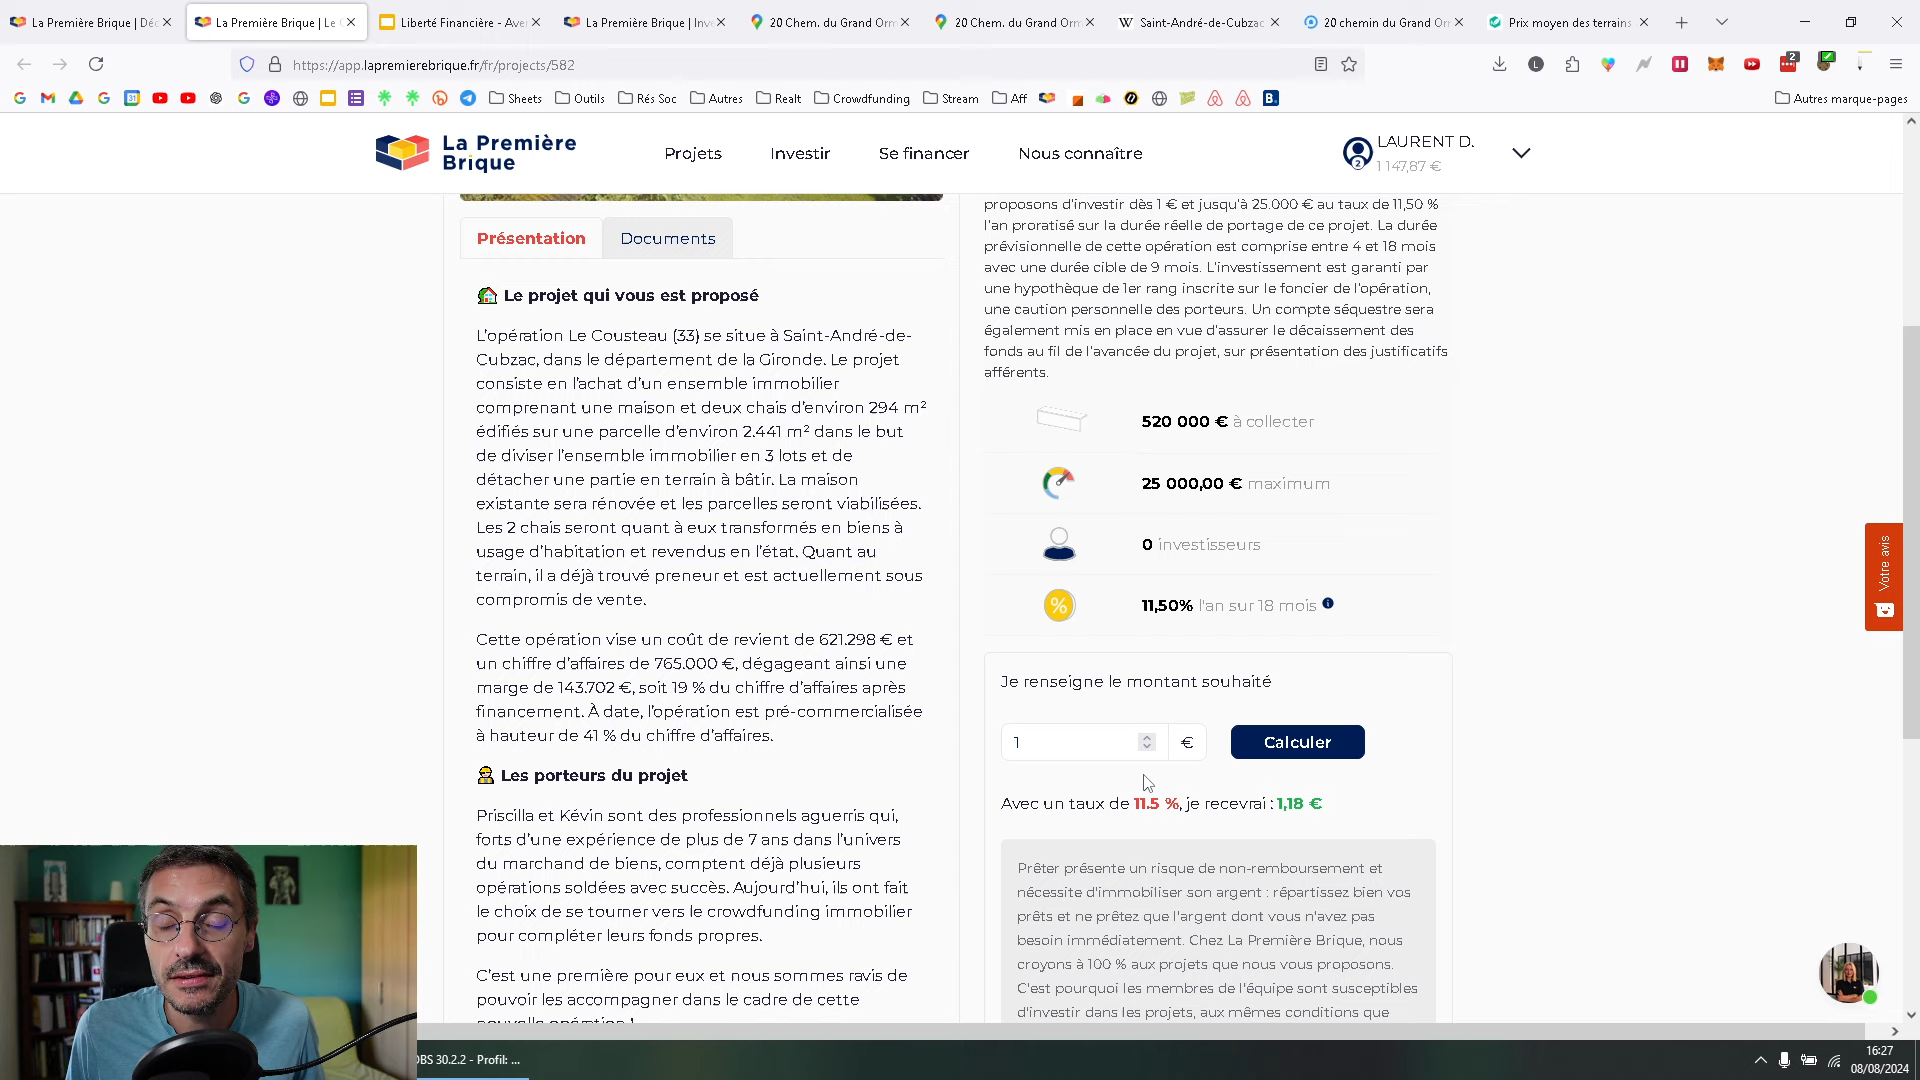 La Première Brique | Dé
La Première Brique | Le
Liberté Financière - Ave
La Première Brique | Inv
20 Chem. du Grand Orm
20 Chem. du Grand Orm
Saint-André-de-Cubzac
20 chemin du Grand Or
Prix moyen des terrains
https://app.lapremierebrique.fr/fr/projects/582
Sheets
Outils
Rés Soc
Autres
Realt
Crowdfunding
Stream
Aff
Autres marque-pages
La Première
Brique
Projets
Investir
Se financer
Nous connaître
LAURENT D.
1 147,87 €
Présentation
Documents
Le projet qui vous est proposé
L'opération Le Cousteau (33) se situe à Saint-André-de-
Cubzac, dans le département de la Gironde. Le projet
consiste en l'achat d'un ensemble immobilier
comprenant une maison et deux chais d'environ 294 m²
édifiés sur une parcelle d'environ 2.441 m² dans le but
de diviser l'ensemble immobilier en 3 lots et de
détacher une partie en terrain à bâtir. La maison
existante sera rénovée et les parcelles seront viabilisées.
Les 2 chais seront quant à eux transformés en biens à
usage d'habitation et revendus en l'état. Quant au
terrain, il a déjà trouvé preneur et est actuellement sous
compromis de vente.
Cette opération vise un coût de revient de 621.298 € et
un chiffre d'affaires de 765.000 €, dégageant ainsi une
marge de 143.702 €, soit 19 % du chiffre d'affaires après
financement. À date, l'opération est pré-commercialisée
à hauteur de 41 % du chiffre d'affaires.
Les porteurs du projet
Priscilla et Kévin sont des professionnels aguerris qui,
forts d'une expérience de plus de 7 ans dans l'univers
du marchand de biens, comptent déjà plusieurs
opérations soldées avec succès. Aujourd'hui, ils ont fait
le choix de se tourner vers le crowdfunding immobilier
pour compléter leurs fonds propres.
C'est une première pour eux et nous sommes ravis de
pouvoir les accompagner dans le cadre de cette
nouvelle opération !
proposons d'investir dès 1 € et jusqu'à 25.000 € au taux de 11,50 %
l'an proratisé sur la durée réelle de portage de ce projet. La durée
prévisionnelle de cette opération est comprise entre 4 et 18 mois
avec une durée cible de 9 mois. L'investissement est garanti par
une hypothèque de 1er rang inscrite sur le foncier de l'opération,
une caution personnelle des porteurs. Un compte séquestre sera
également mis en place en vue d'assurer le décaissement des
fonds au fil de l'avancée du projet, sur présentation des justificatifs
afférents.
520 000 € à collecter
25 000,00 € maximum
0 investisseurs
11,50% l'an sur 18 mois
Je renseigne le montant souhaité
1 € Calculer
Avec un taux de 11.5 %, je recevrai : 1,18 €
Prêter présente un risque de non-remboursement et
nécessite d'immobiliser son argent : répartissez bien vos
prêts et ne prêtez que l'argent dont vous n'avez pas
besoin immédiatement. Chez La Première Brique, nous
croyons à 100 % aux projets que nous vous proposons.
C'est pourquoi les membres de l'équipe sont susceptibles
d'investir dans les projets, aux mêmes conditions que
Votre avis
OBS 30.2.2 - Profil: ...
16:27
08/08/2024